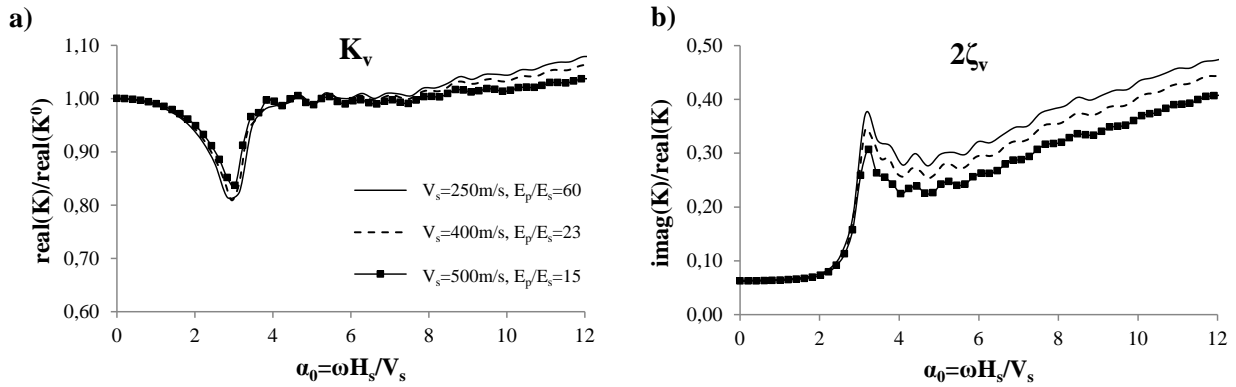 a)
K_v
real(K)/real(K⁰)
1,10
1,00
0,90
0,80
0,70
0,60
0 2 4 6 8 10 12
α₀=ωH_s/V_s
V_s=250m/s, E_p/E_s=60
V_s=400m/s, E_p/E_s=23
V_s=500m/s, E_p/E_s=15
b)
2ζ_v
imag(K)/real(K)
0,50
0,40
0,30
0,20
0,10
0,00
0 2 4 6 8 10 12
α₀=ωH_s/V_s